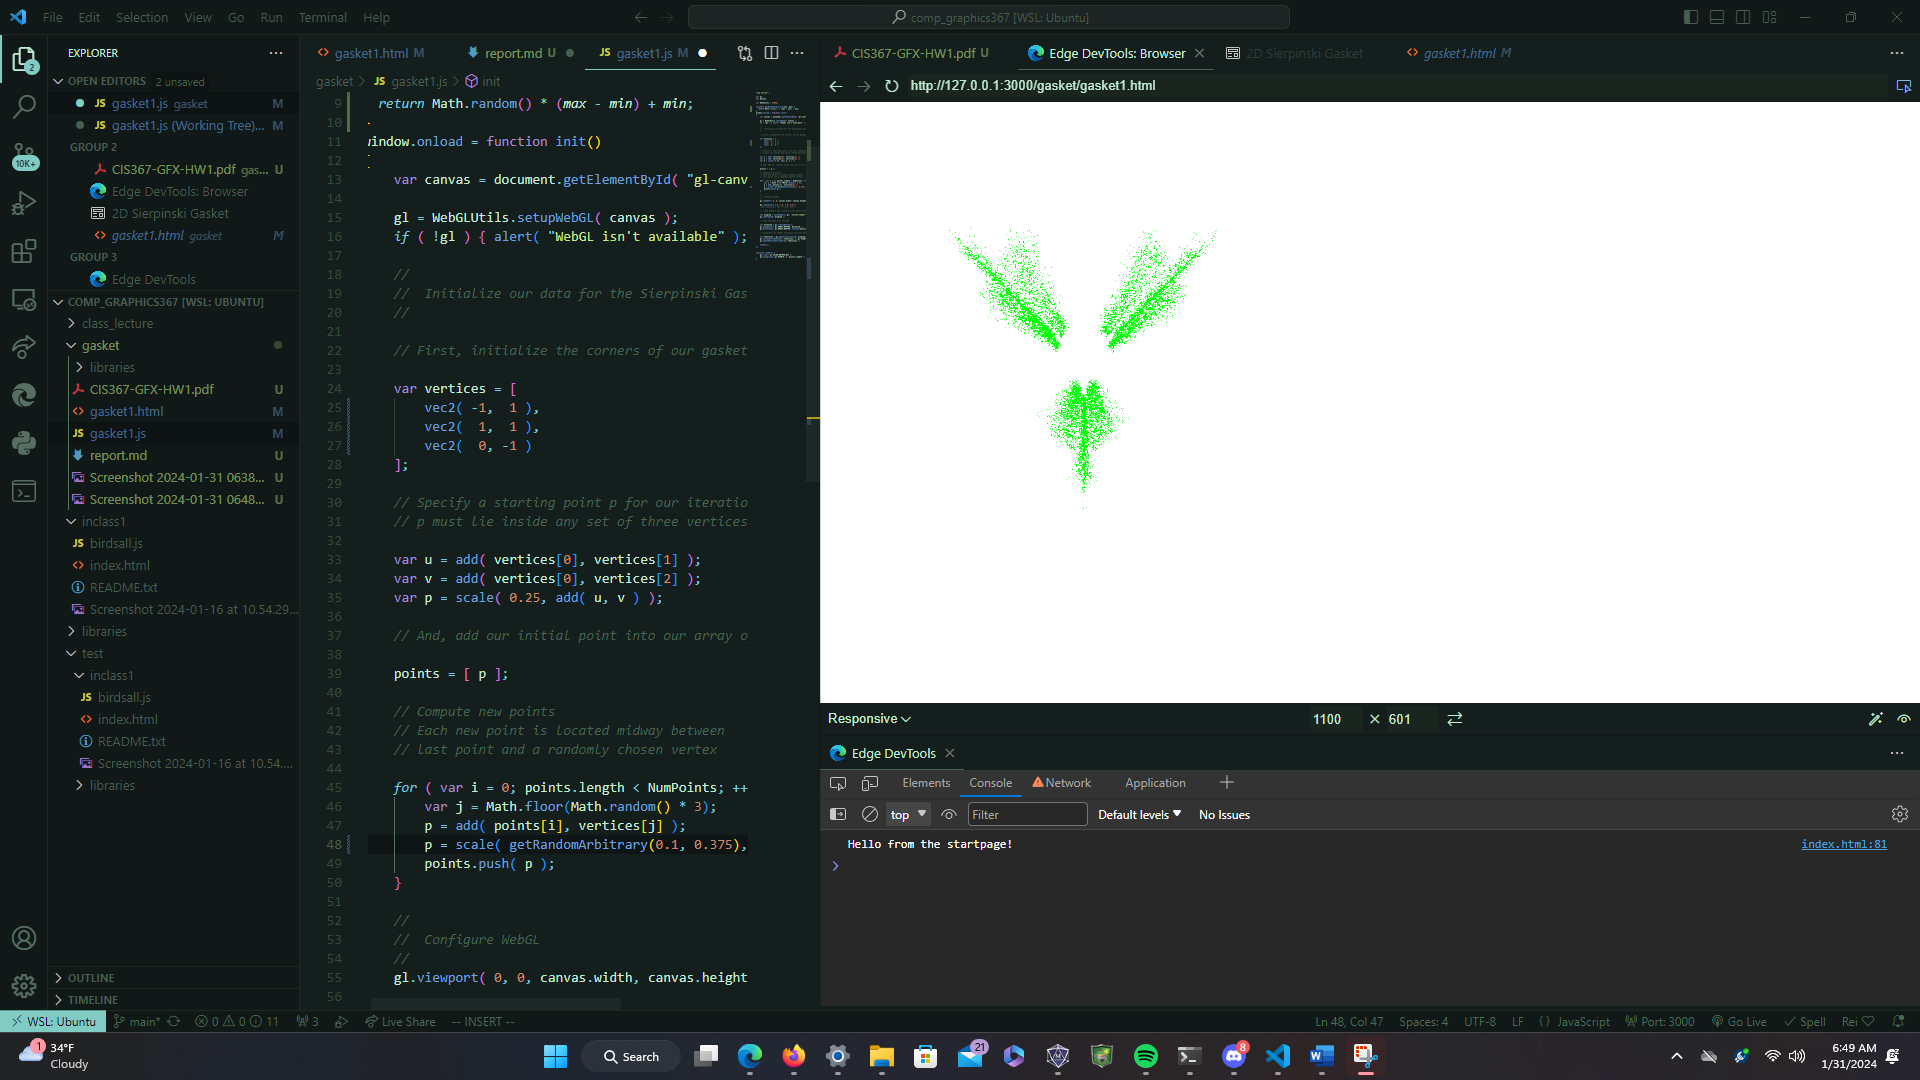 File Edit Selection View Go Run Terminal Help
comp_graphics367 [WSL: Ubuntu]
EXPLORER
OPEN EDITORS 2 unsaved
JS gasket1.js gasket M
JS gasket1.js (Working Tree)... M
GROUP 2
CIS367-GFX-HW1.pdf gas... U
Edge DevTools: Browser
2D Sierpinski Gasket
gasket1.html gasket M
GROUP 3
Edge DevTools
COMP_GRAPHICS367 [WSL: UBUNTU]
class_lecture
gasket
libraries
CIS367-GFX-HW1.pdf U
gasket1.html M
JS gasket1.js M
report.md U
Screenshot 2024-01-31 0638... U
Screenshot 2024-01-31 0648... U
inclass1
JS birdsall.js
index.html
README.txt
Screenshot 2024-01-16 at 10.54.29...
libraries
test
inclass1
JS birdsall.js
index.html
README.txt
Screenshot 2024-01-16 at 10.54....
libraries
OUTLINE
TIMELINE
2
10K+
gasket1.html M report.md U JS gasket1.js M
gasket > JS gasket1.js > init
9 return Math.random() * (max - min) + min;
10
11 window.onload = function init()
12
13 var canvas = document.getElementById( "gl-canv
14
15 gl = WebGLUtils.setupWebGL( canvas );
16 if ( !gl ) { alert( "WebGL isn't available" );
17
18 //
19 //  Initialize our data for the Sierpinski Gas
20 //
21
22 // First, initialize the corners of our gasket
23
24 var vertices = [
25 vec2( -1,  1 ),
26 vec2(  1,  1 ),
27 vec2(  0, -1 )
28 ];
29
30 // Specify a starting point p for our iteratio
31 // p must lie inside any set of three vertices
32
33 var u = add( vertices[0], vertices[1] );
34 var v = add( vertices[0], vertices[2] );
35 var p = scale( 0.25, add( u, v ) );
36
37 // And, add our initial point into our array o
38
39 points = [ p ];
40
41 // Compute new points
42 // Each new point is located midway between
43 // last point and a randomly chosen vertex
44
45 for ( var i = 0; points.length < NumPoints; ++
46 var j = Math.floor(Math.random() * 3);
47 p = add( points[i], vertices[j] );
48 p = scale( getRandomArbitrary(0.1, 0.375),
49 points.push( p );
50 }
51
52 //
53 //  Configure WebGL
54 //
55 gl.viewport( 0, 0, canvas.width, canvas.height
56
CIS367-GFX-HW1.pdf U Edge DevTools: Browser 2D Sierpinski Gasket gasket1.html M
http://127.0.0.1:3000/gasket/gasket1.html
Responsive 1100 × 601
Edge DevTools
Elements Console Network Application
top Filter Default levels No Issues
Hello from the startpage! index.html:81
WSL: Ubuntu main* 0 0 11 3 Live Share -- INSERT -- Ln 48, Col 47 Spaces: 4 UTF-8 LF JavaScript Port: 3000 Go Live Spell Rei
1 34°F
Cloudy
Search
21
8
6:49 AM
1/31/2024